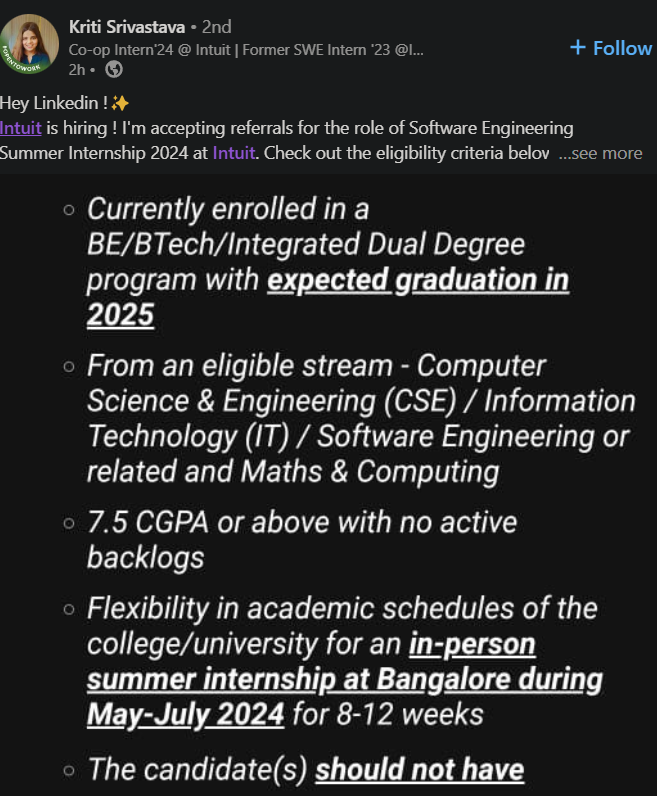 Kriti Srivastava • 2nd
Co-op Intern'24 @ Intuit | Former SWE Intern '23 @I...
+ Follow
2h •
#OPENTOWORK
Hey Linkedin !✨
Intuit is hiring ! I'm accepting referrals for the role of Software Engineering
Summer Internship 2024 at Intuit. Check out the eligibility criteria below ...see more
○ Currently enrolled in a
BE/BTech/Integrated Dual Degree
program with expected graduation in
2025
○ From an eligible stream - Computer
Science & Engineering (CSE) / Information
Technology (IT) / Software Engineering or
related and Maths & Computing
○ 7.5 CGPA or above with no active
backlogs
○ Flexibility in academic schedules of the
college/university for an in-person
summer internship at Bangalore during
May-July 2024 for 8-12 weeks
○ The candidate(s) should not have